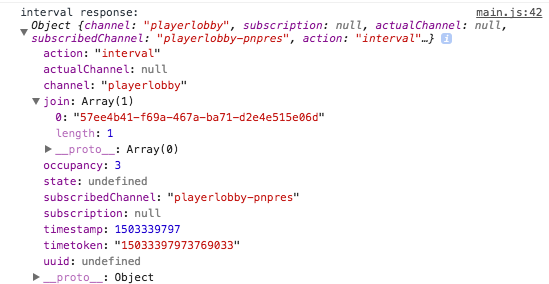 interval response: main.js:42
Object {channel: "playerlobby", subscription: null, actualChannel: null,
subscribedChannel: "playerlobby-pnpres", action: "interval"…} i
action: "interval"
actualChannel: null
channel: "playerlobby"
join: Array(1)
0: "57ee4b41-f69a-467a-ba71-d2e4e515e06d"
length: 1
__proto__: Array(0)
occupancy: 3
state: undefined
subscribedChannel: "playerlobby-pnpres"
subscription: null
timestamp: 1503339797
timetoken: "15033397973769033"
uuid: undefined
__proto__: Object